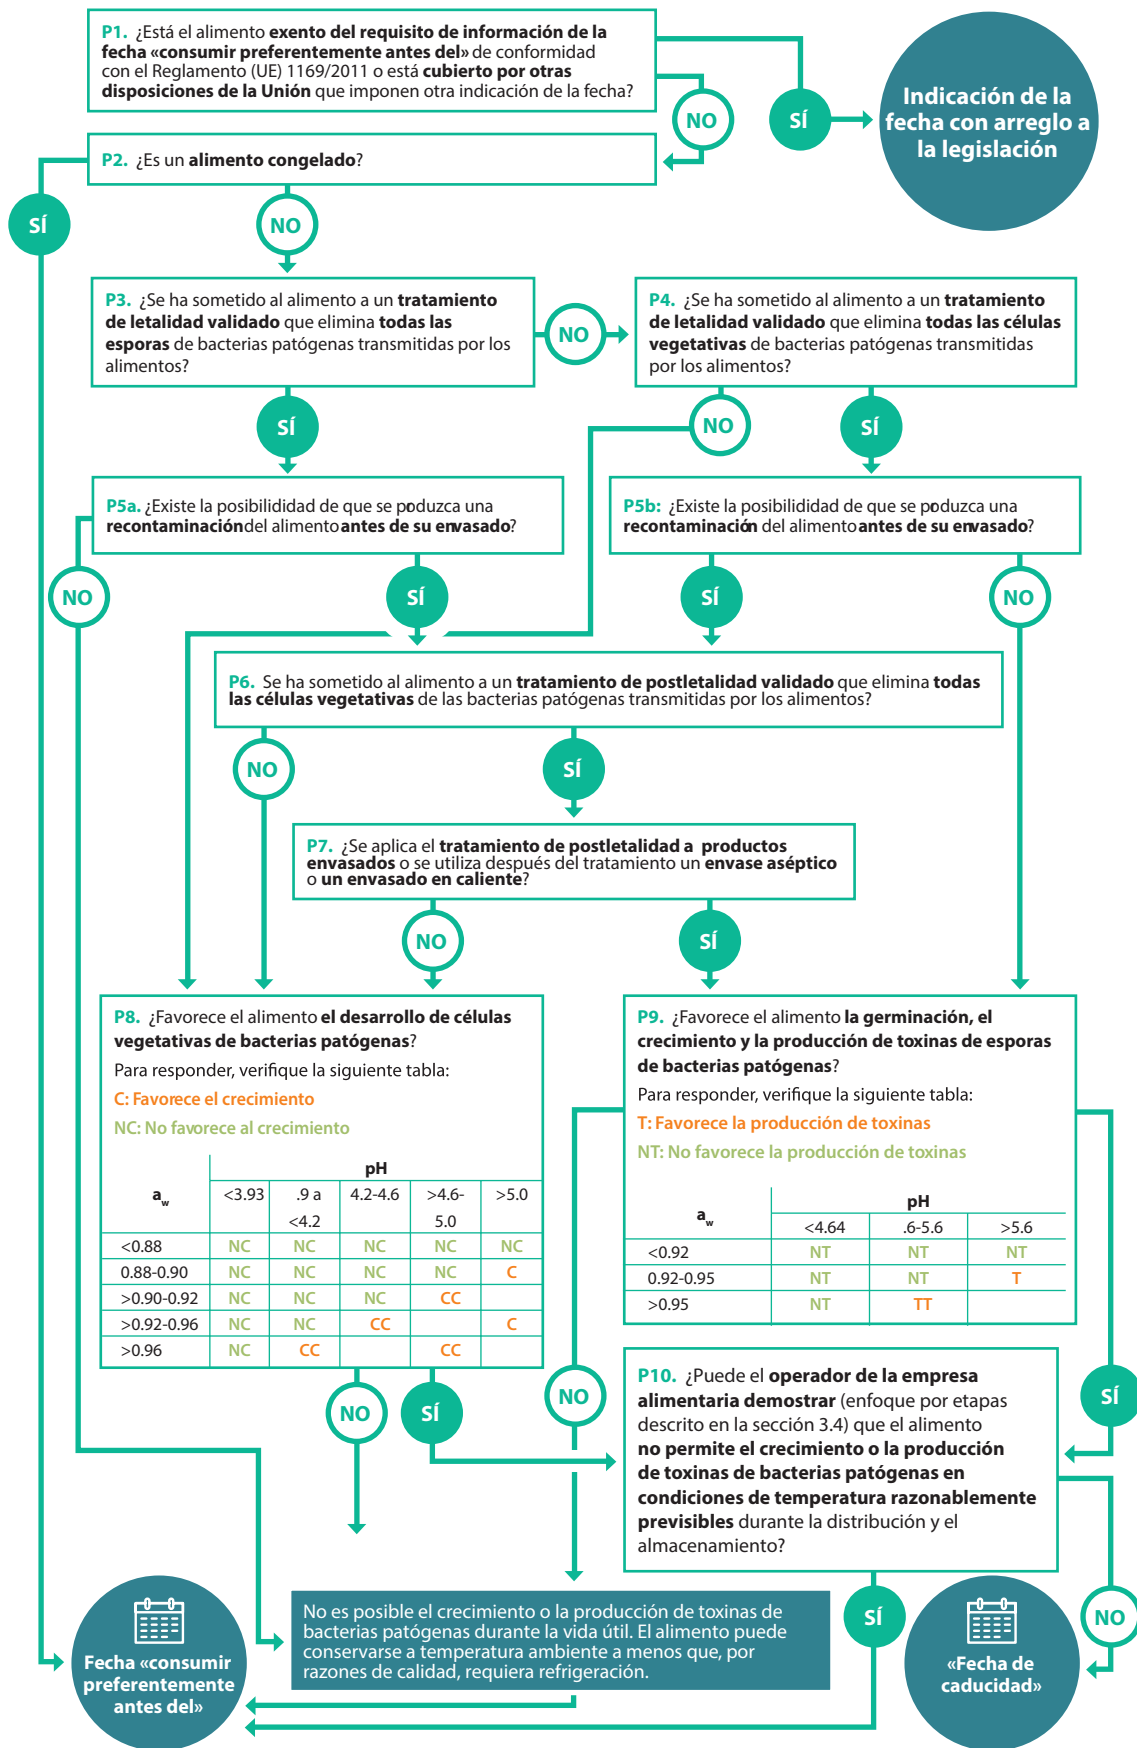 P1. ¿Está el alimento exento del requisito de información de la
fecha «consumir preferentemente antes del» de conformidad
con el Reglamento (UE) 1169/2011 o está cubierto por otras
disposiciones de la Unión que imponen otra indicación de la fecha?
NO
SÍ
Indicación de la
fecha con arreglo a
la legislación
P2. ¿Es un alimento congelado?
SÍ
NO
P3. ¿Se ha sometido al alimento a un tratamiento
de letalidad validado que elimina todas las
esporas de bacterias patógenas transmitidas por los
alimentos?
NO
P4. ¿Se ha sometido al alimento a un tratamiento
de letalidad validado que elimina todas las células
vegetativas de bacterias patógenas transmitidas
por los alimentos?
SÍ
NO
SÍ
P5a. ¿Existe la posibilididad de que se produzca una
recontaminación del alimento antes de su envasado?
P5b: ¿Existe la posibilididad de que se produzca una
recontaminación del alimento antes de su envasado?
NO
SÍ
SÍ
NO
P6. Se ha sometido al alimento a un tratamiento de postletalidad validado que elimina todas
las células vegetativas de las bacterias patógenas transmitidas por los alimentos?
NO
SÍ
P7. ¿Se aplica el tratamiento de postletalidad a productos
envasados o se utiliza después del tratamiento un envase aséptico
o un envasado en caliente?
NO
SÍ
P8. ¿Favorece el alimento el desarrollo de células
vegetativas de bacterias patógenas?
Para responder, verifique la siguiente tabla:
C: Favorece el crecimiento
NC: No favorece al crecimiento
pH
aw <3.93 .9 a 4.2-4.6 >4.6- >5.0
<4.2 5.0
<0.88 NC NC NC NC NC
0.88-0.90 NC NC NC NC C
>0.90-0.92 NC NC NC CC
>0.92-0.96 NC NC CC C
>0.96 NC CC CC
P9. ¿Favorece el alimento la germinación, el
crecimiento y la producción de toxinas de esporas
de bacterias patógenas?
Para responder, verifique la siguiente tabla:
T: Favorece la producción de toxinas
NT: No favorece la producción de toxinas
pH
aw <4.64 .6-5.6 >5.6
<0.92 NT NT NT
0.92-0.95 NT NT T
>0.95 NT TT
NO
SÍ
NO
SÍ
P10. ¿Puede el operador de la empresa
alimentaria demostrar (enfoque por etapas
descrito en la sección 3.4) que el alimento
no permite el crecimiento o la producción
de toxinas de bacterias patógenas en
condiciones de temperatura razonablemente
previsibles durante la distribución y el
almacenamiento?
SÍ
NO
No es posible el crecimiento o la producción de toxinas de
bacterias patógenas durante la vida útil. El alimento puede
conservarse a temperatura ambiente a menos que, por
razones de calidad, requiera refrigeración.
Fecha «consumir
preferentemente
antes del»
«Fecha de
caducidad»